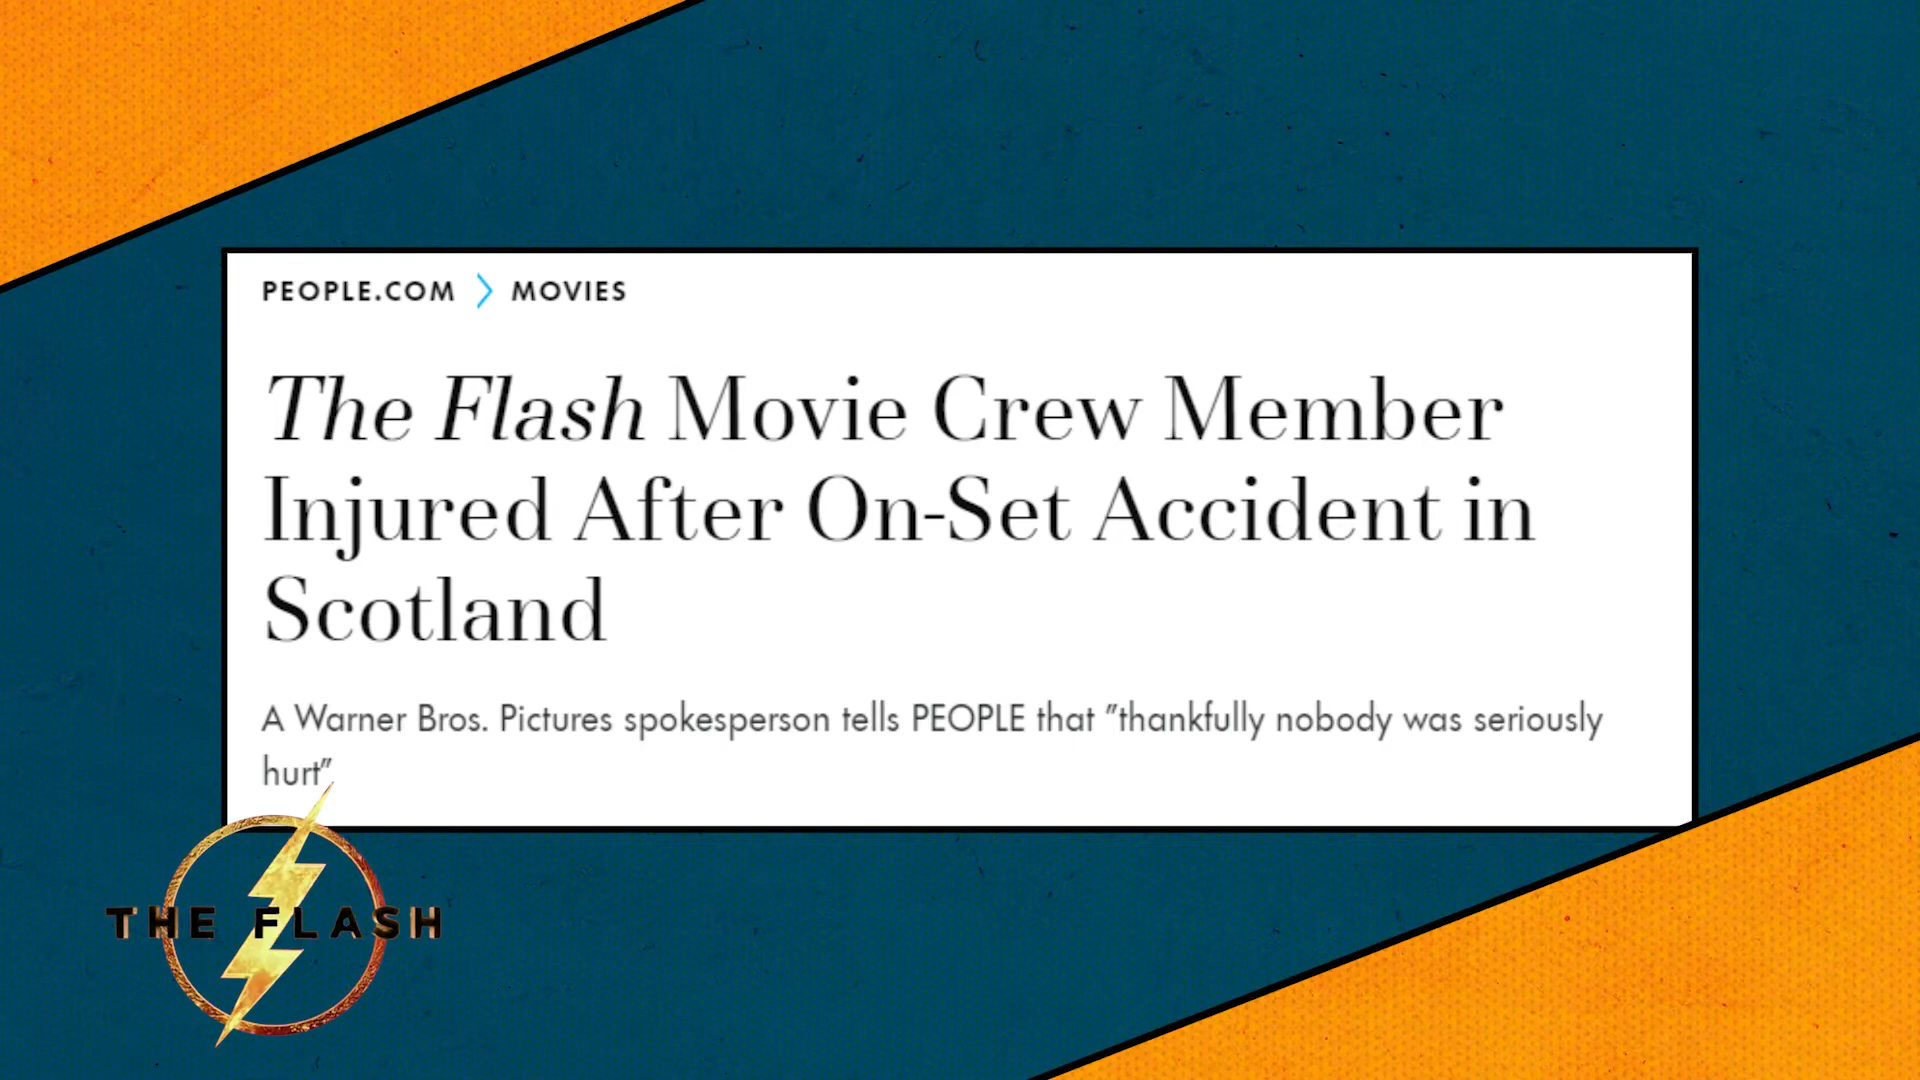 PEOPLE.COM > MOVIES
The Flash Movie Crew Member
Injured After On-Set Accident in
Scotland
A Warner Bros. Pictures spokesperson tells PEOPLE that "thankfully nobody was seriously
hurt"
THE FLASH